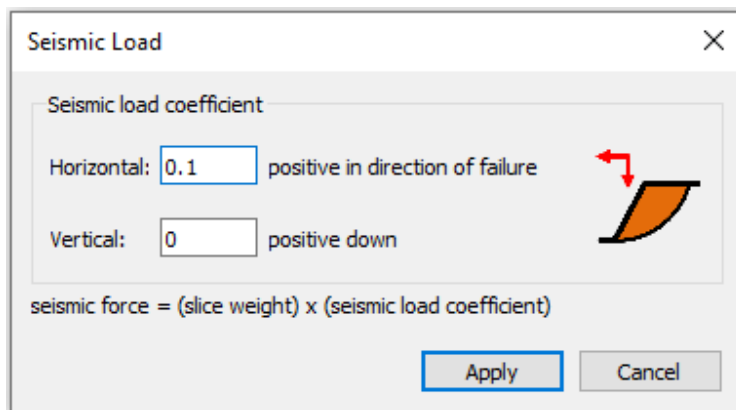 Seismic Load
Seismic load coefficient
Horizontal: 0.1 positive in direction of failure
Vertical: 0 positive down
seismic force = (slice weight) x (seismic load coefficient)
Apply Cancel